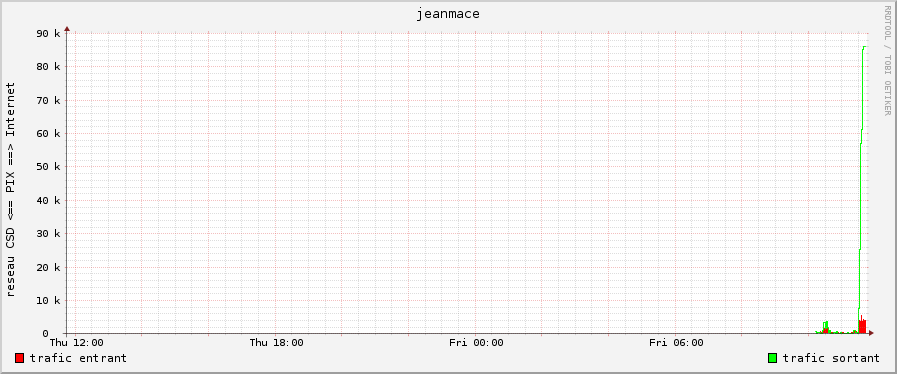 jeanmace
RRDTOOL / TOBI OETIKER
reseau CSD <== PIX ==> Internet
90 k
80 k
70 k
60 k
50 k
40 k
30 k
20 k
10 k
0
Thu 12:00 Thu 18:00 Fri 00:00 Fri 06:00
trafic entrant trafic sortant